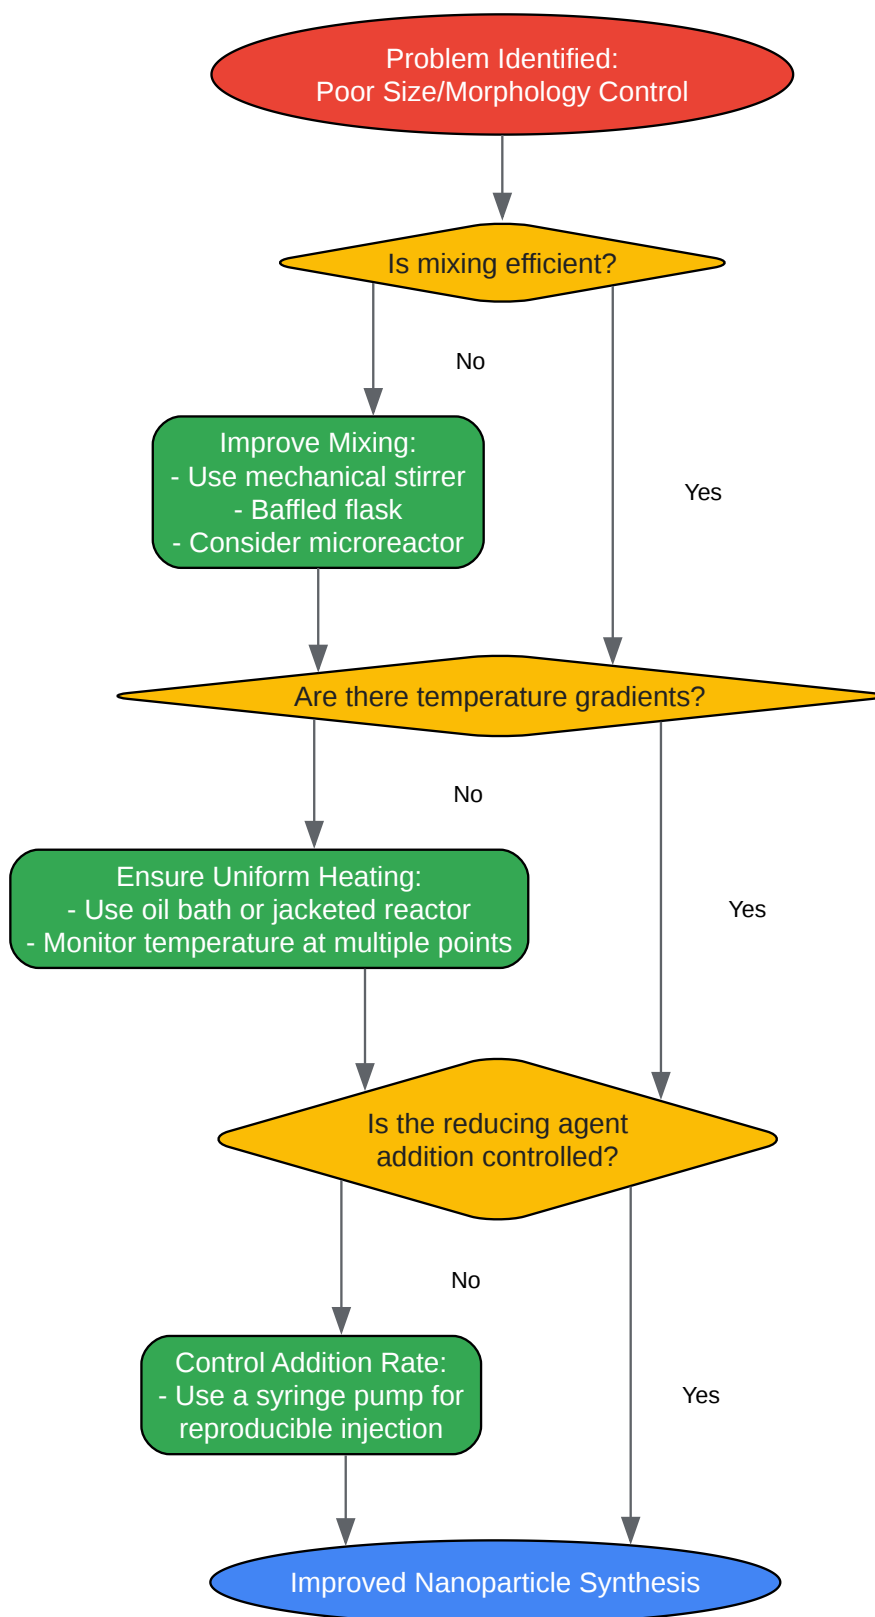 Problem Identified:
Poor Size/Morphology Control
Is mixing efficient?
No
Improve Mixing:
- Use mechanical stirrer
- Baffled flask
- Consider microreactor
Yes
Are there temperature gradients?
No
Ensure Uniform Heating:
- Use oil bath or jacketed reactor
- Monitor temperature at multiple points
Yes
Is the reducing agent
addition controlled?
No
Control Addition Rate:
- Use a syringe pump for
reproducible injection
Yes
Improved Nanoparticle Synthesis